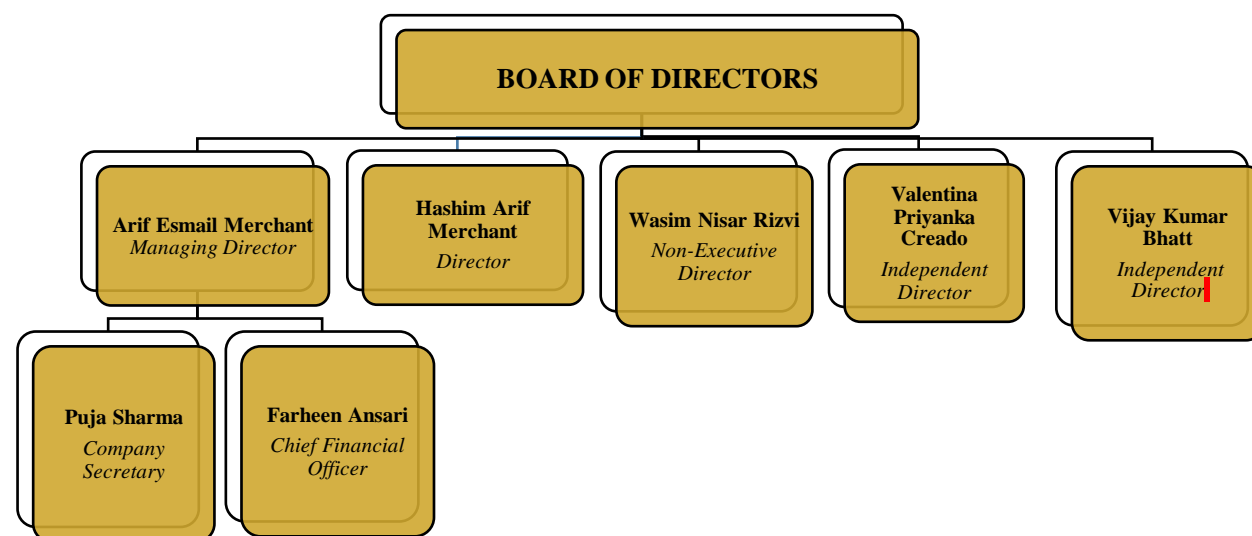 BOARD OF DIRECTORS
Arif Esmail Merchant
Managing Director
Hashim Arif
Merchant
Director
Wasim Nisar Rizvi
Non-Executive
Director
Valentina
Priyanka
Creado
Independent
Director
Vijay Kumar
Bhatt
Independent
Director
Puja Sharma
Company
Secretary
Farheen Ansari
Chief Financial
Officer